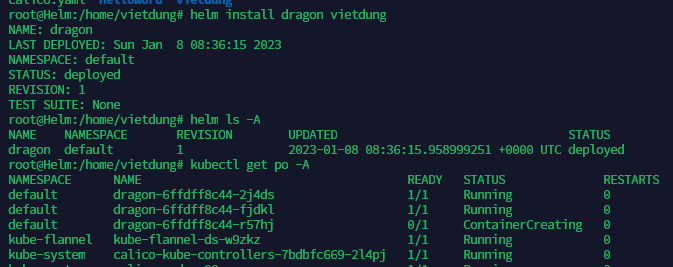 calico.yaml helloword vietdung
root@Helm:/home/vietdung# helm install dragon vietdung
NAME: dragon
LAST DEPLOYED: Sun Jan  8 08:36:15 2023
NAMESPACE: default
STATUS: deployed
REVISION: 1
TEST SUITE: None
root@Helm:/home/vietdung# helm ls -A
NAME    NAMESPACE       REVISION        UPDATED                                 STATUS
dragon  default         1               2023-01-08 08:36:15.958999251 +0000 UTC deployed
root@Helm:/home/vietdung# kubectl get po -A
NAMESPACE      NAME                                       READY   STATUS              RESTARTS
default        dragon-6ffdff8c44-2j4ds                    1/1     Running             0
default        dragon-6ffdff8c44-fjdkl                    1/1     Running             0
default        dragon-6ffdff8c44-r57hj                    0/1     ContainerCreating   0
kube-flannel   kube-flannel-ds-w9zkz                      1/1     Running             0
kube-system    calico-kube-controllers-7bdbfc669-2l4pj    1/1     Running             0